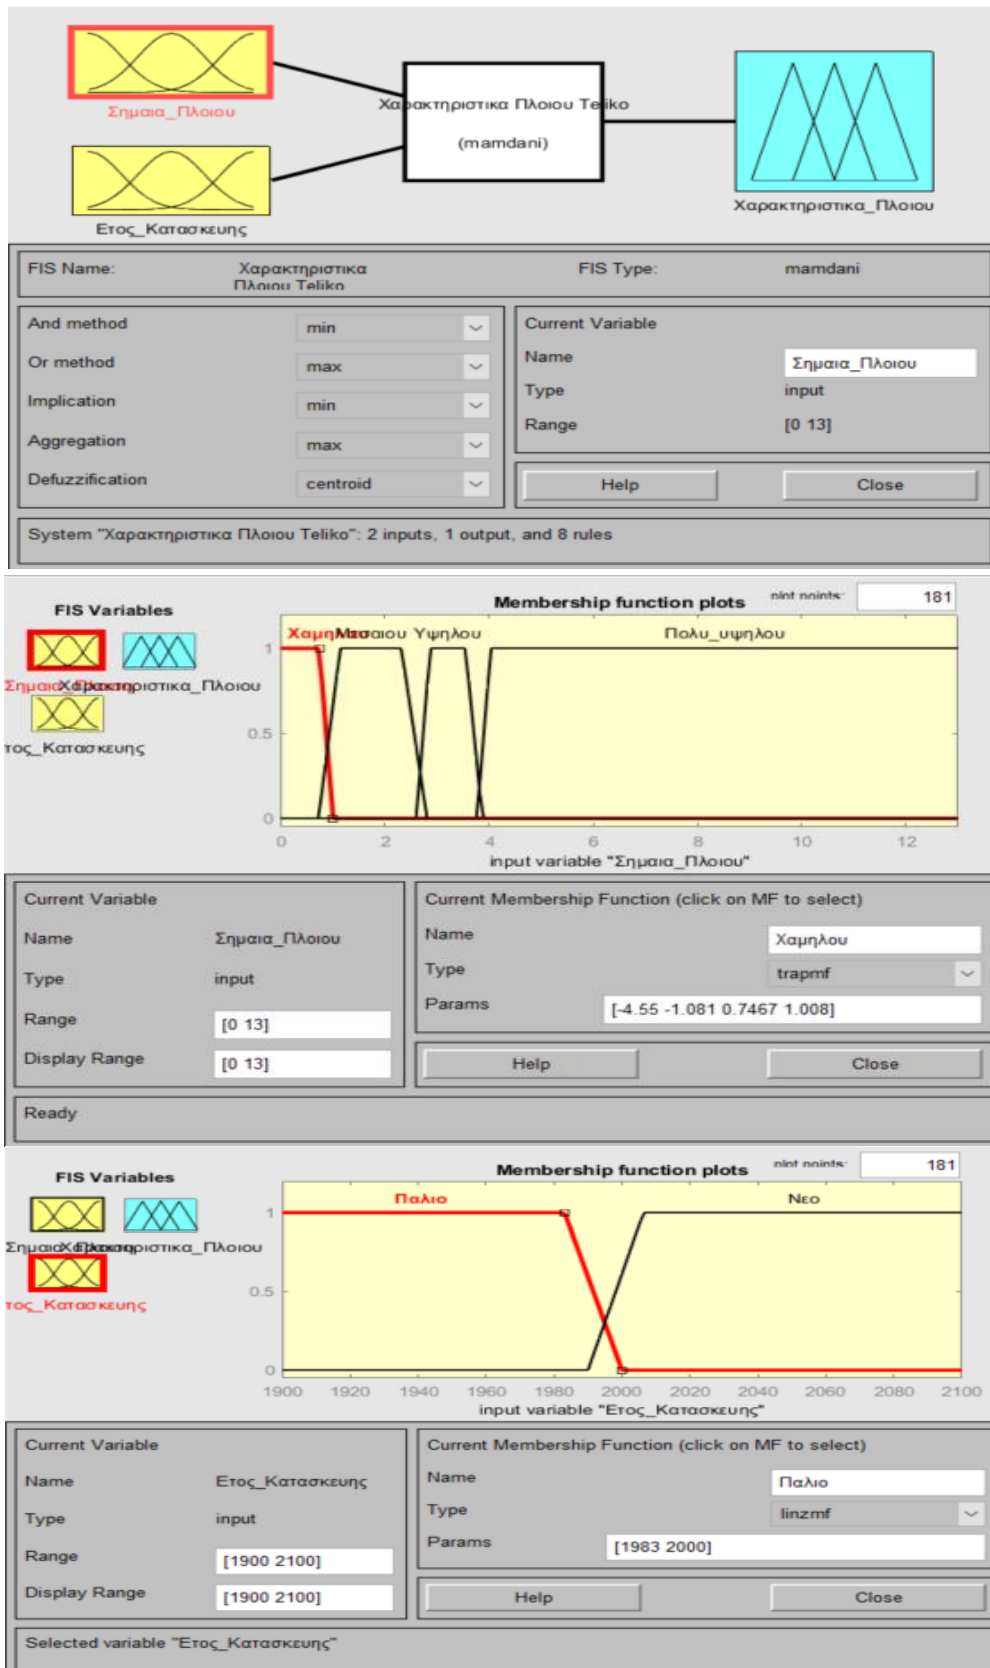 Σημαια_Πλοιου
Ετος_Κατασκευης
Χαρακτηριστικα Πλοιου Teliko
(mamdani)
Χαρακτηριστικα_Πλοιου
FIS Name: Χαρακτηριστικα Πλοιου Teliko FIS Type: mamdani
And method min
Or method max
Implication min
Aggregation max
Defuzzification centroid
Current Variable
Name Σημαια_Πλοιου
Type input
Range [0 13]
Help Close
System "Χαρακτηριστικα Πλοιου Teliko": 2 inputs, 1 output, and 8 rules
FIS Variables
Χαρακτηριστικα_Πλοιου
τος_Κατασκευης
Membership function plots plot points: 181
Υψηλου Πολυ_υψηλου
1
0.5
0
0 2 4 6 8 10 12
input variable "Σημαια_Πλοιου"
Current Variable
Name Σημαια_Πλοιου
Type input
Range [0 13]
Display Range [0 13]
Current Membership Function (click on MF to select)
Name Χαμηλου
Type trapmf
Params [-4.55 -1.081 0.7467 1.008]
Help Close
Ready
FIS Variables
Χαρακτηριστικα_Πλοιου
τος_Κατασκευης
Membership function plots plot points: 181
Παλιο Νεο
1
0.5
0
1900 1920 1940 1960 1980 2000 2020 2040 2060 2080 2100
input variable "Ετος_Κατασκευης"
Current Variable
Name Ετος_Κατασκευης
Type input
Range [1900 2100]
Display Range [1900 2100]
Current Membership Function (click on MF to select)
Name Παλιο
Type linzmf
Params [1983 2000]
Help Close
Selected variable "Ετος_Κατασκευης"